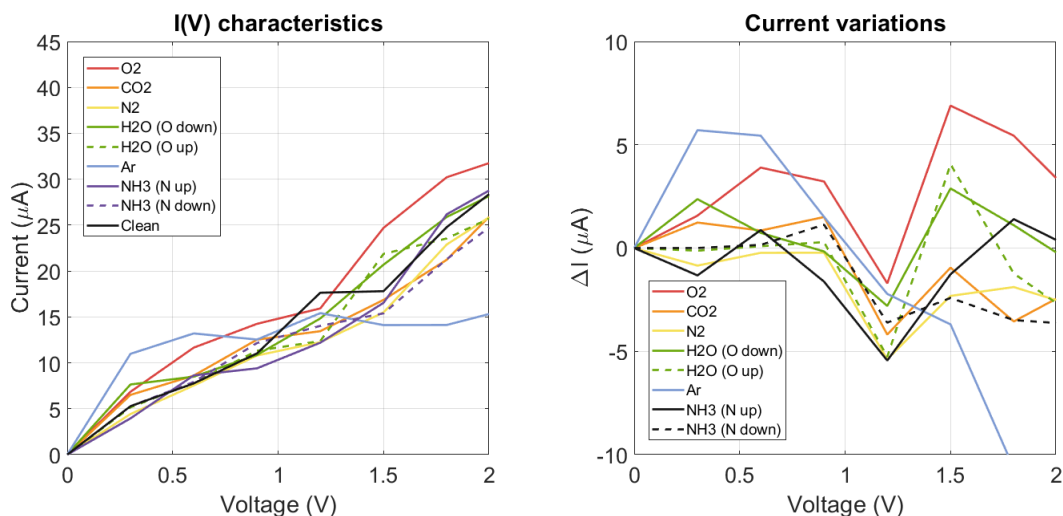 I(V) characteristics
45
40
35
30
25
20
15
10
5
0
Current (μA)
O2
CO2
N2
H2O (O down)
H2O (O up)
Ar
NH3 (N up)
NH3 (N down)
Clean
0
0.5
1
1.5
2
Voltage (V)
Current variations
10
5
0
-5
-10
ΔI (μA)
O2
CO2
N2
H2O (O down)
H2O (O up)
Ar
NH3 (N up)
NH3 (N down)
0
0.5
1
1.5
2
Voltage (V)